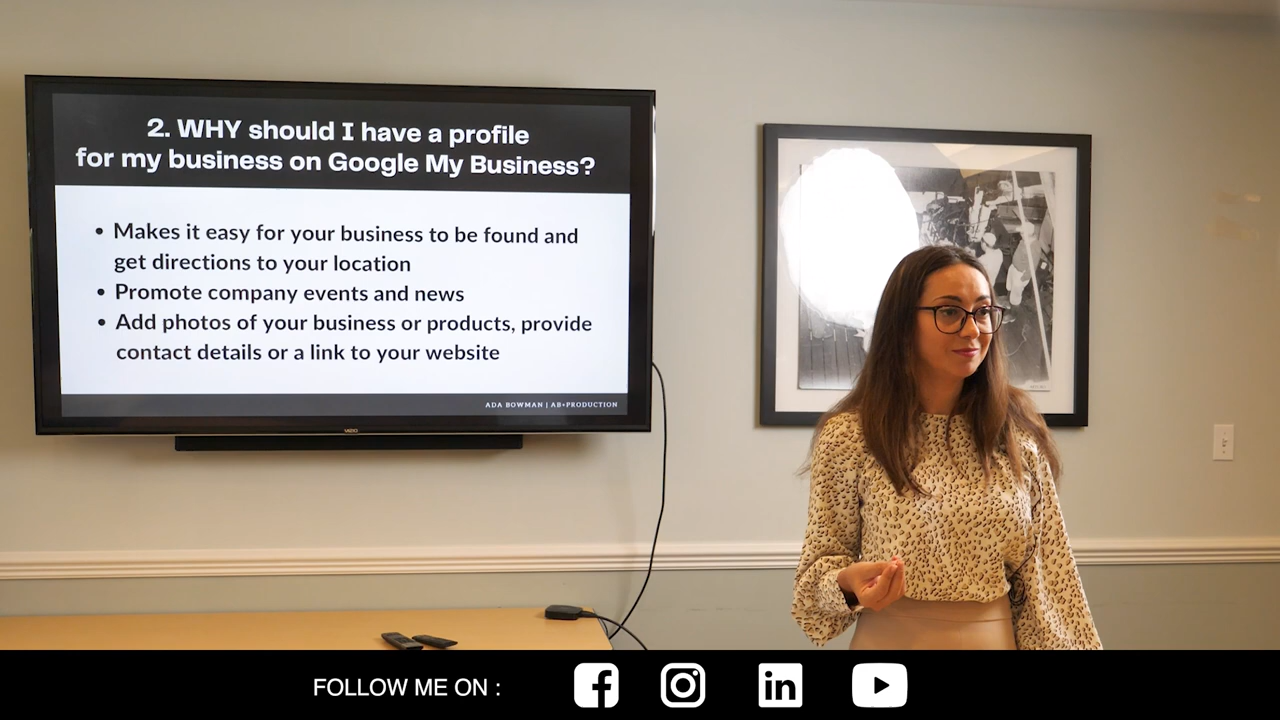 2. WHY should I have a profile
for my business on Google My Business?
• Makes it easy for your business to be found and
get directions to your location
• Promote company events and news
• Add photos of your business or products, provide
contact details or a link to your website
ADA BOWMAN | AB+PRODUCTION
VIZIO
FOLLOW ME ON :